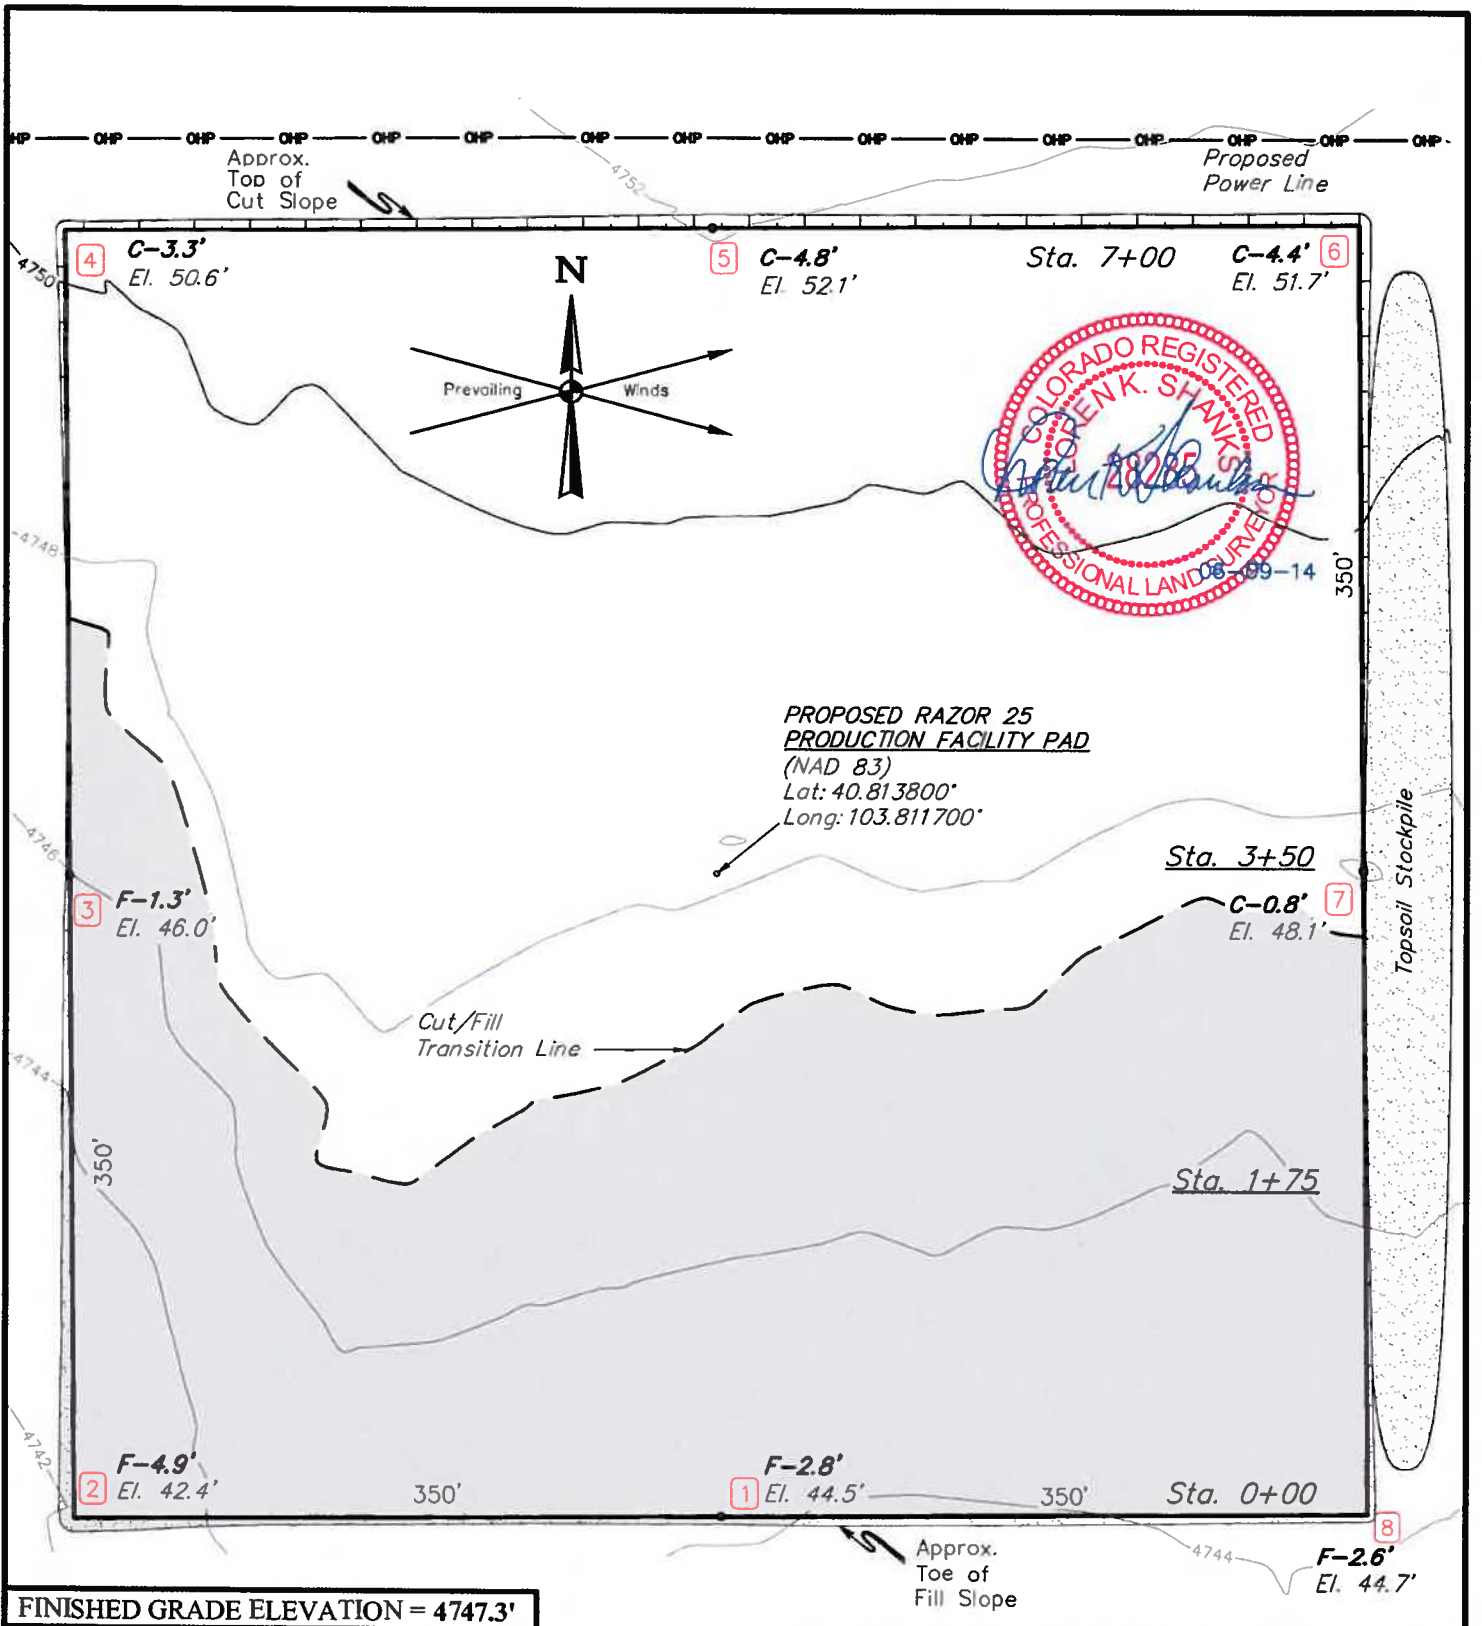 HP OHP OHP OHP OHP OHP OHP OHP OHP OHP OHP OHP OHP OHP OHP
Approx.
Top of
Cut Slope
4752
Proposed
Power Line
4750
4 C-3.3'
El. 50.6'
N
5 C-4.8'
El. 52.1'
Sta. 7+00
C-4.4' 6
El. 51.7'
Prevailing Winds
COLORADO REGISTERED
LOREN K. SHANKS
28285
PROFESSIONAL LAND SURVEYOR
06-09-14
4748
350'
PROPOSED RAZOR 25
PRODUCTION FACILITY PAD
(NAD 83)
Lat: 40.813800°
Long: 103.811700°
4746
Sta. 3+50
Topsoil Stockpile
3 F-1.3'
El. 46.0'
C-0.8' 7
El. 48.1'
Cut/Fill
Transition Line
4744
350'
Sta. 1+75
4742
F-4.9'
2 El. 42.4'
350'
F-2.8'
1 El. 44.5'
350'
Sta. 0+00
8
Approx.
Toe of
Fill Slope
4744
F-2.6'
El. 44.7'
FINISHED GRADE ELEVATION = 4747.3'